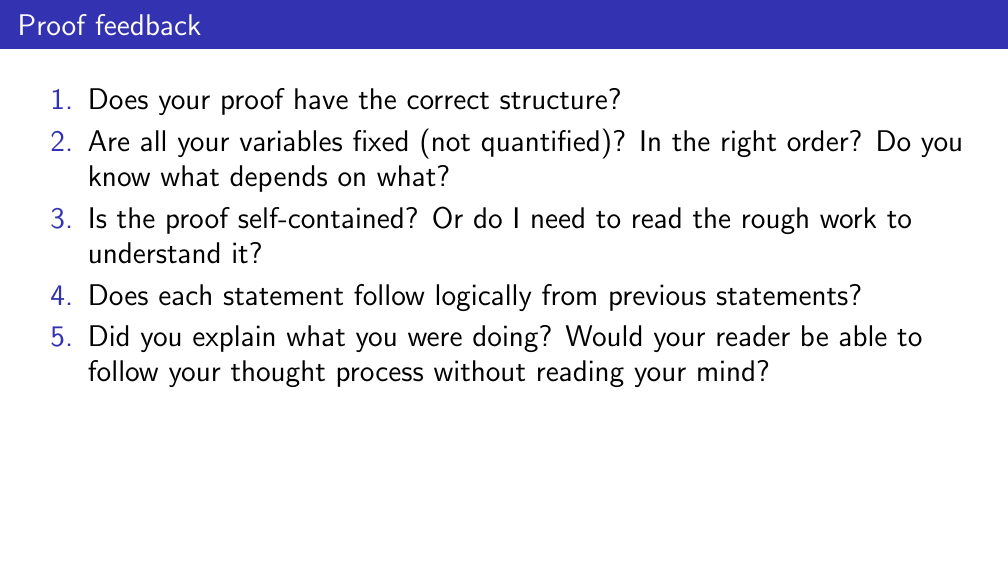 Proof feedback
1. Does your proof have the correct structure?
2. Are all your variables fixed (not quantified)? In the right order? Do you
know what depends on what?
3. Is the proof self-contained? Or do I need to read the rough work to
understand it?
4. Does each statement follow logically from previous statements?
5. Did you explain what you were doing? Would your reader be able to
follow your thought process without reading your mind?